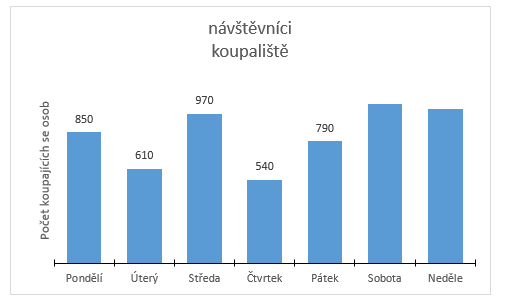 návštěvníci
koupaliště
Počet koupajících se osob
850
610
970
540
790
Pondělí Úterý Středa Čtvrtek Pátek Sobota Neděle